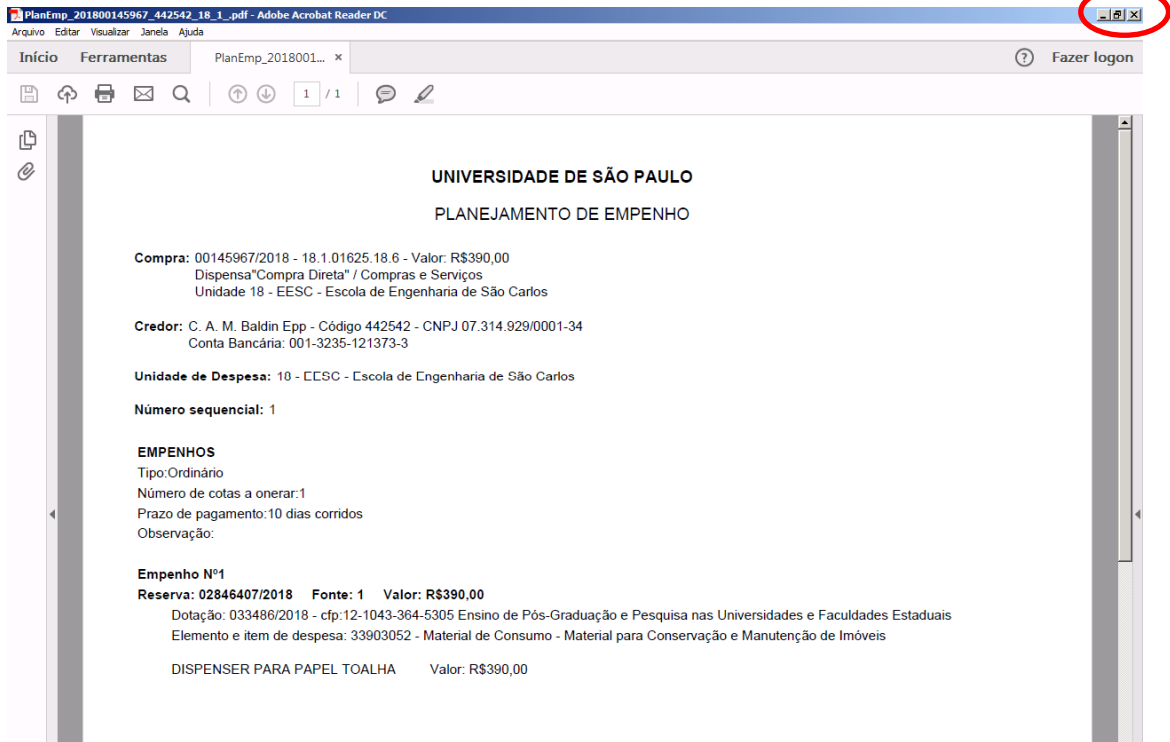 PlanEmp_201800145967_442542_18_1_.pdf - Adobe Acrobat Reader DC
Arquivo Editar Visualizar Janela Ajuda
Início Ferramentas PlanEmp_2018001... × ? Fazer logon
1 / 1
UNIVERSIDADE DE SÃO PAULO
PLANEJAMENTO DE EMPENHO
Compra: 00145967/2018 - 18.1.01625.18.6 - Valor: R$390,00
Dispensa"Compra Direta" / Compras e Serviços
Unidade 18 - EESC - Escola de Engenharia de São Carlos
Credor: C. A. M. Baldin Epp - Código 442542 - CNPJ 07.314.929/0001-34
Conta Bancária: 001-3235-121373-3
Unidade de Despesa: 18 - EESC - Escola de Engenharia de São Carlos
Número sequencial: 1
EMPENHOS
Tipo:Ordinário
Número de cotas a onerar:1
Prazo de pagamento:10 dias corridos
Observação:
Empenho Nº1
Reserva: 02846407/2018 Fonte: 1 Valor: R$390,00
Dotação: 033486/2018 - cfp:12-1043-364-5305 Ensino de Pós-Graduação e Pesquisa nas Universidades e Faculdades Estaduais
Elemento e item de despesa: 33903052 - Material de Consumo - Material para Conservação e Manutenção de Imóveis
DISPENSER PARA PAPEL TOALHA Valor: R$390,00